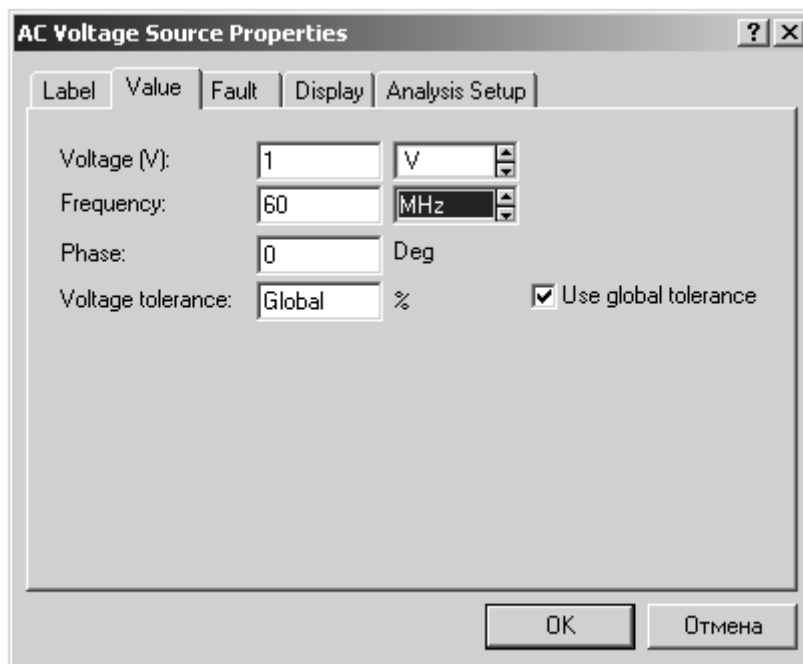 AC Voltage Source Properties ? X
Label Value Fault Display Analysis Setup
Voltage (V): 1 V
Frequency: 60 MHz
Phase: 0 Deg
Voltage tolerance: Global % Use global tolerance
OK Отмена